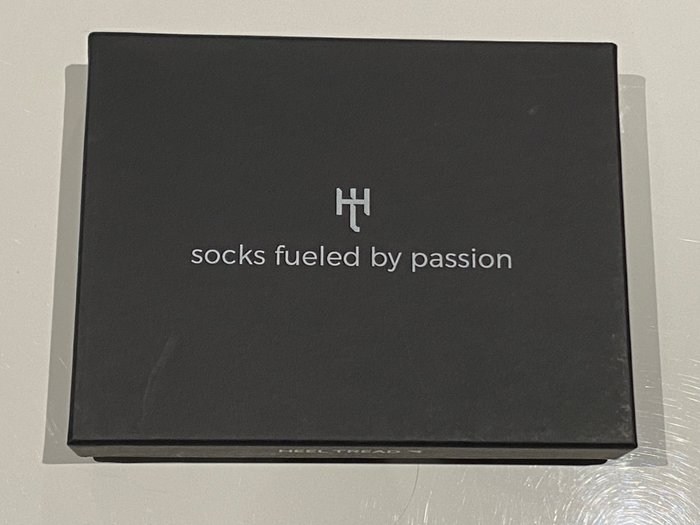 socks fueled by passion
HEEL TREAD